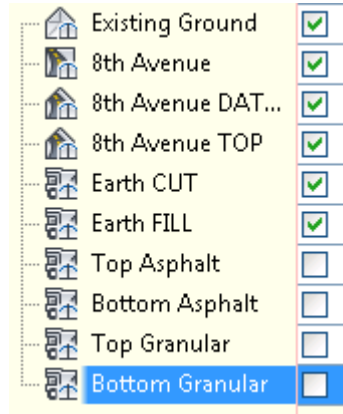 Existing Ground
8th Avenue
8th Avenue DAT...
8th Avenue TOP
Earth CUT
Earth FILL
Top Asphalt
Bottom Asphalt
Top Granular
Bottom Granular